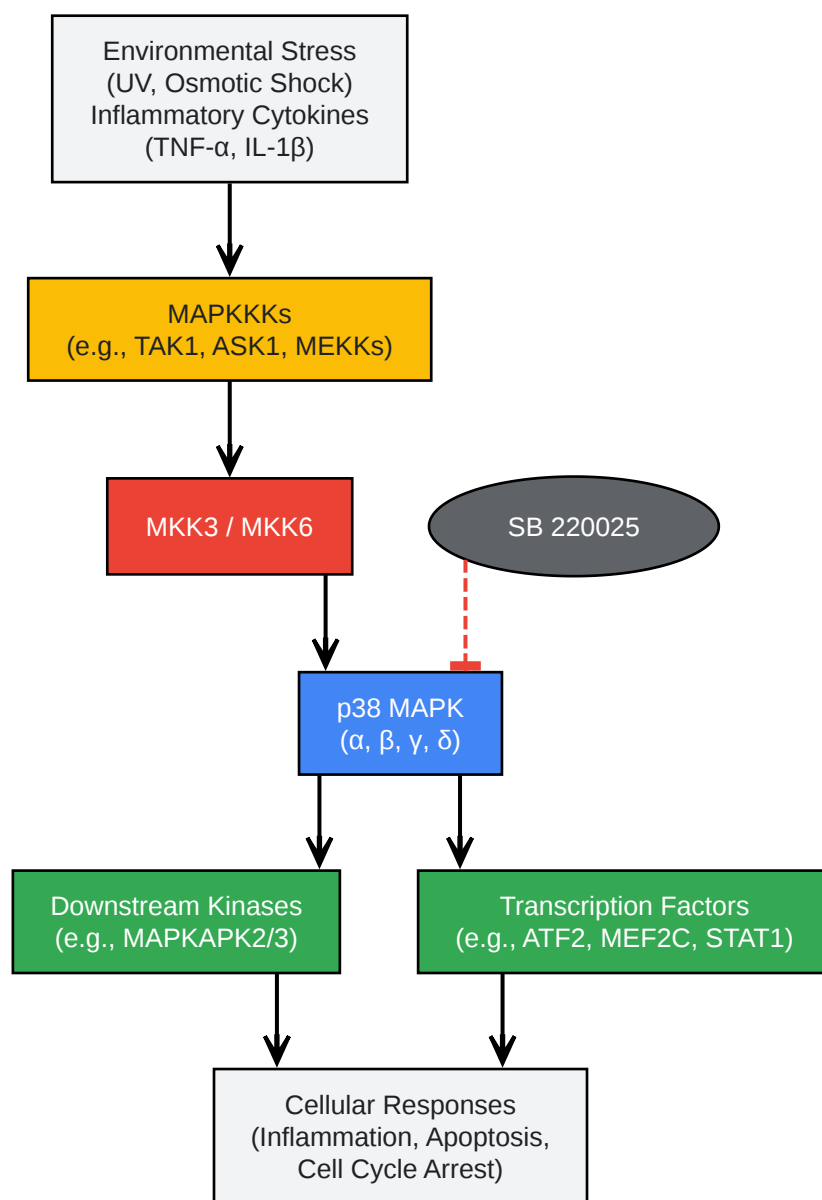 Environmental Stress
(UV, Osmotic Shock)
Inflammatory Cytokines
(TNF-α, IL-1β)
MAPKKKs
(e.g., TAK1, ASK1, MEKKs)
MKK3 / MKK6
SB 220025
p38 MAPK
(α, β, γ, δ)
Downstream Kinases
(e.g., MAPKAPK2/3)
Transcription Factors
(e.g., ATF2, MEF2C, STAT1)
Cellular Responses
(Inflammation, Apoptosis,
Cell Cycle Arrest)